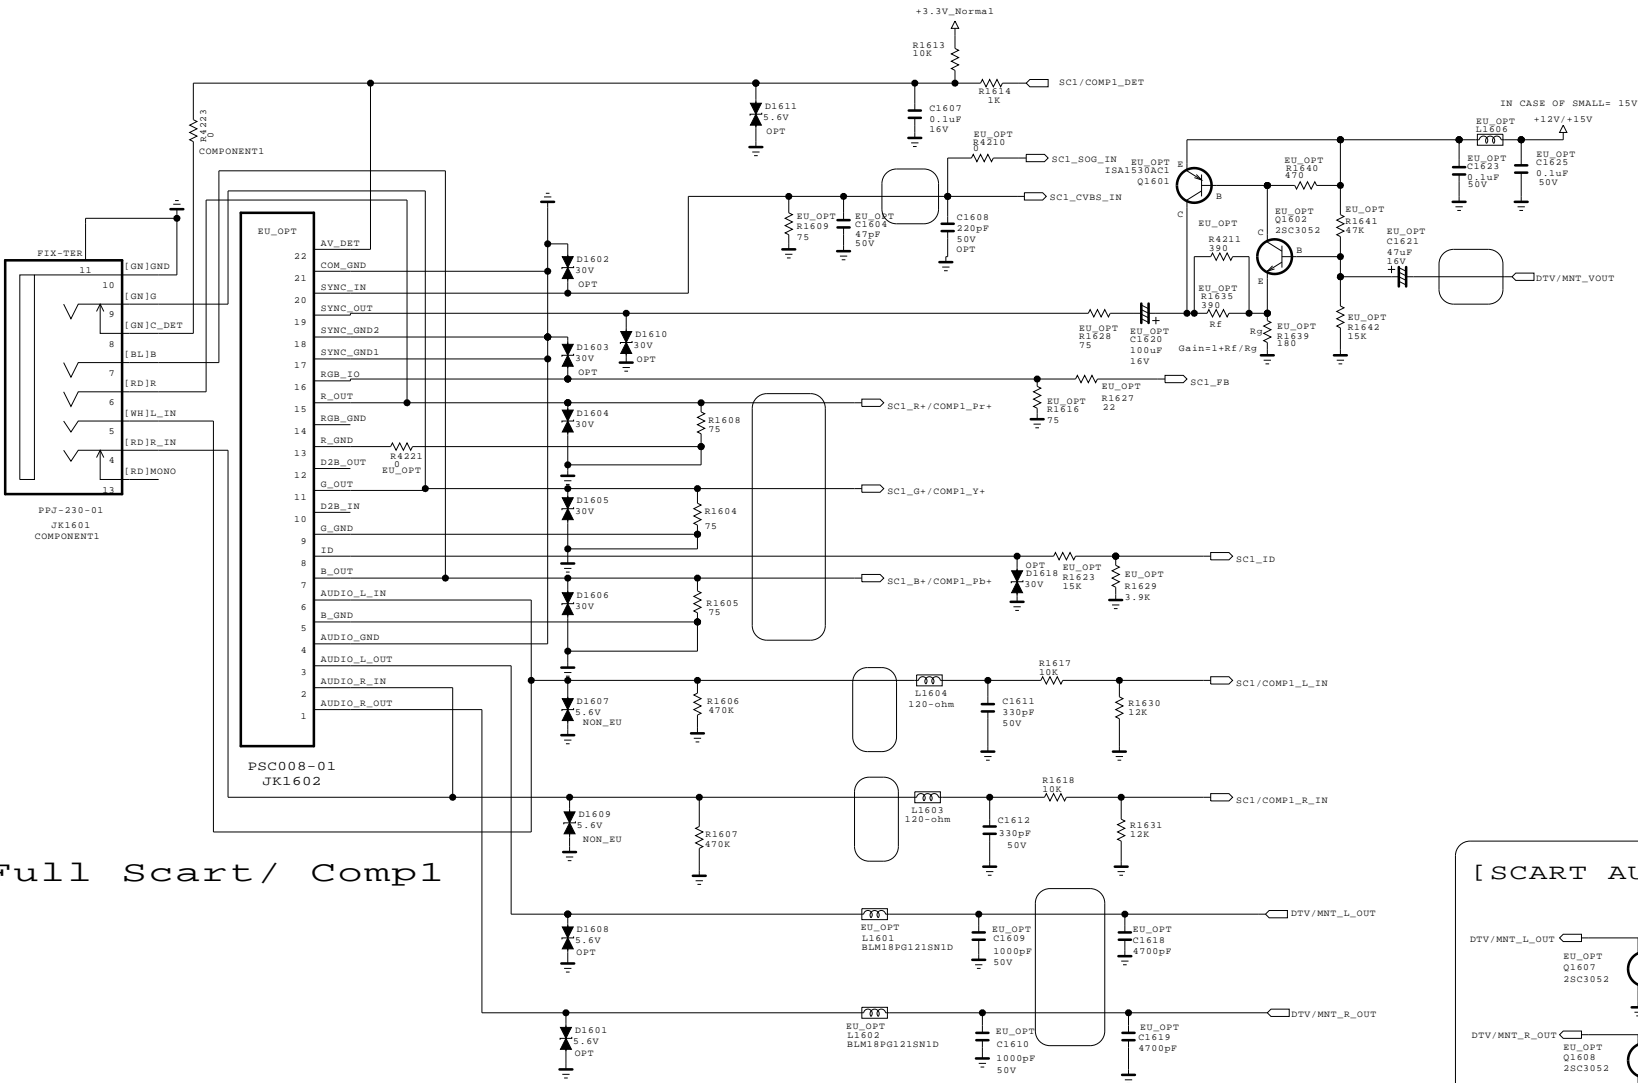 +3.3V_Normal
R1613
10K
SC1/COMP1_DET
R1614
1K
D1611
5.6V
OPT
C1607
0.1uF
16V
R4223
0
COMPONENT1
EU_OPT
R4210
0
SC1_SOG_IN
SC1_CVBS_IN
EU_OPT
R1609
75
EU_OPT
C1604
47pF
50V
C1608
220pF
50V
OPT
IN CASE OF SMALL= 15V
+12V/+15V
EU_OPT
L1606
EU_OPT
C1623
0.1uF
50V
EU_OPT
C1625
0.1uF
50V
EU_OPT
ISA1530AC1
Q1601
E
B
C
EU_OPT
R1640
470
EU_OPT
Q1602
2SC3052
C
B
E
EU_OPT
R1641
47K
EU_OPT
R4211
390
EU_OPT
R1635
390
Rf
Rg
EU_OPT
R1639
180
Gain=1+Rf/Rg
EU_OPT
R1642
15K
EU_OPT
C1621
47uF
16V
+
DTV/MNT_VOUT
EU_OPT
R1628
75
+
EU_OPT
C1620
100uF
16V
FIX-TER
11
[GN]GND
10
[GN]G
9
[GN]C_DET
8
[BL]B
7
[RD]R
6
[WH]L_IN
5
[RD]R_IN
4
[RD]MONO
13
PPJ-230-01
JK1601
COMPONENT1
EU_OPT
AV_DET
22
COM_GND
21
SYNC_IN
20
SYNC_OUT
19
SYNC_GND2
18
SYNC_GND1
17
RGB_IO
16
R_OUT
15
RGB_GND
14
R_GND
13
D2B_OUT
12
G_OUT
11
D2B_IN
10
G_GND
9
ID
8
B_OUT
7
AUDIO_L_IN
6
B_GND
5
AUDIO_GND
4
AUDIO_L_OUT
3
AUDIO_R_IN
2
AUDIO_R_OUT
1
PSC008-01
JK1602
D1602
30V
OPT
D1610
30V
OPT
D1603
30V
OPT
EU_OPT
R1616
75
EU_OPT
R1627
22
SC1_FB
D1604
30V
R1608
75
SC1_R+/COMP1_Pr+
R4221
0
EU_OPT
D1605
30V
R1604
75
SC1_G+/COMP1_Y+
OPT
D1618
30V
EU_OPT
R1623
15K
EU_OPT
R1629
3.9K
SC1_ID
D1606
30V
R1605
75
SC1_B+/COMP1_Pb+
D1607
5.6V
NON_EU
R1606
470K
L1604
120-ohm
C1611
330pF
50V
R1617
10K
R1630
12K
SC1/COMP1_L_IN
D1609
5.6V
NON_EU
R1607
470K
L1603
120-ohm
C1612
330pF
50V
R1618
10K
R1631
12K
SC1/COMP1_R_IN
Full Scart/ Comp1
D1608
5.6V
OPT
EU_OPT
L1601
BLM18PG121SN1D
EU_OPT
C1609
1000pF
50V
EU_OPT
C1618
4700pF
DTV/MNT_L_OUT
D1601
5.6V
OPT
EU_OPT
L1602
BLM18PG121SN1D
EU_OPT
C1610
1000pF
50V
EU_OPT
C1619
4700pF
DTV/MNT_R_OUT
[SCART AU
DTV/MNT_L_OUT
EU_OPT
Q1607
2SC3052
DTV/MNT_R_OUT
EU_OPT
Q1608
2SC3052